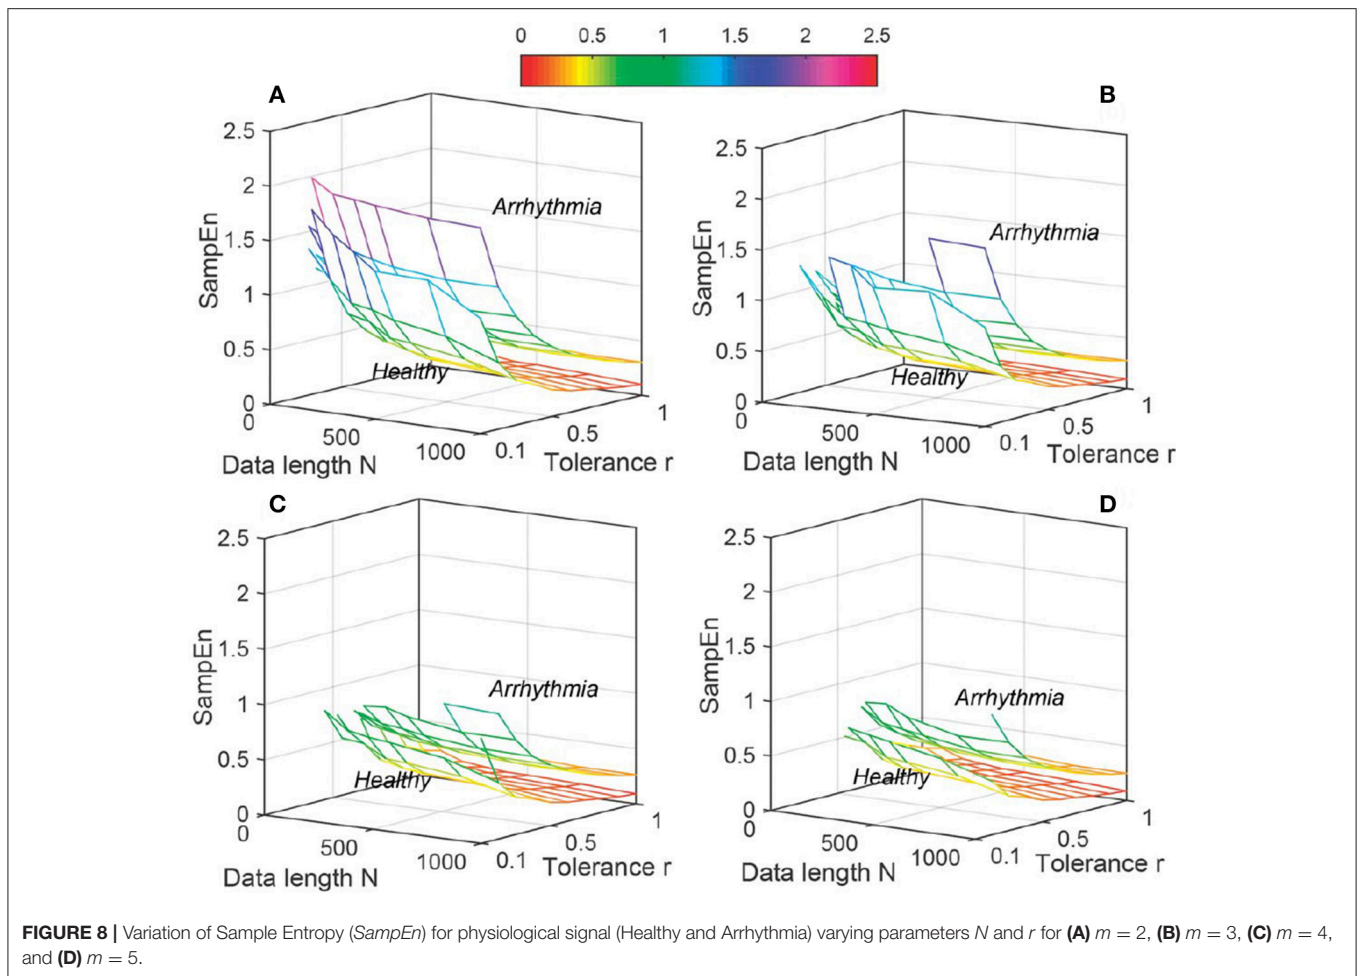 0 0.5 1 1.5 2 2.5
A
B
2.5
2
1.5
1
0.5
0
SampEn
Arrhythmia
Healthy
0
500
1000
Data length N
0.1
0.5
1
Tolerance r
2.5
2
1.5
1
0.5
0
SampEn
Arrhythmia
Healthy
0
500
1000
Data length N
0.1
0.5
1
Tolerance r
C
D
2.5
2
1.5
1
0.5
0
SampEn
Arrhythmia
Healthy
0
500
1000
Data length N
0.1
0.5
1
Tolerance r
2.5
2
1.5
1
0.5
0
SampEn
Arrhythmia
Healthy
0
500
1000
Data length N
0.1
0.5
1
Tolerance r
FIGURE 8 | Variation of Sample Entropy (SampEn) for physiological signal (Healthy and Arrhythmia) varying parameters N and r for (A) m = 2, (B) m = 3, (C) m = 4,
and (D) m = 5.